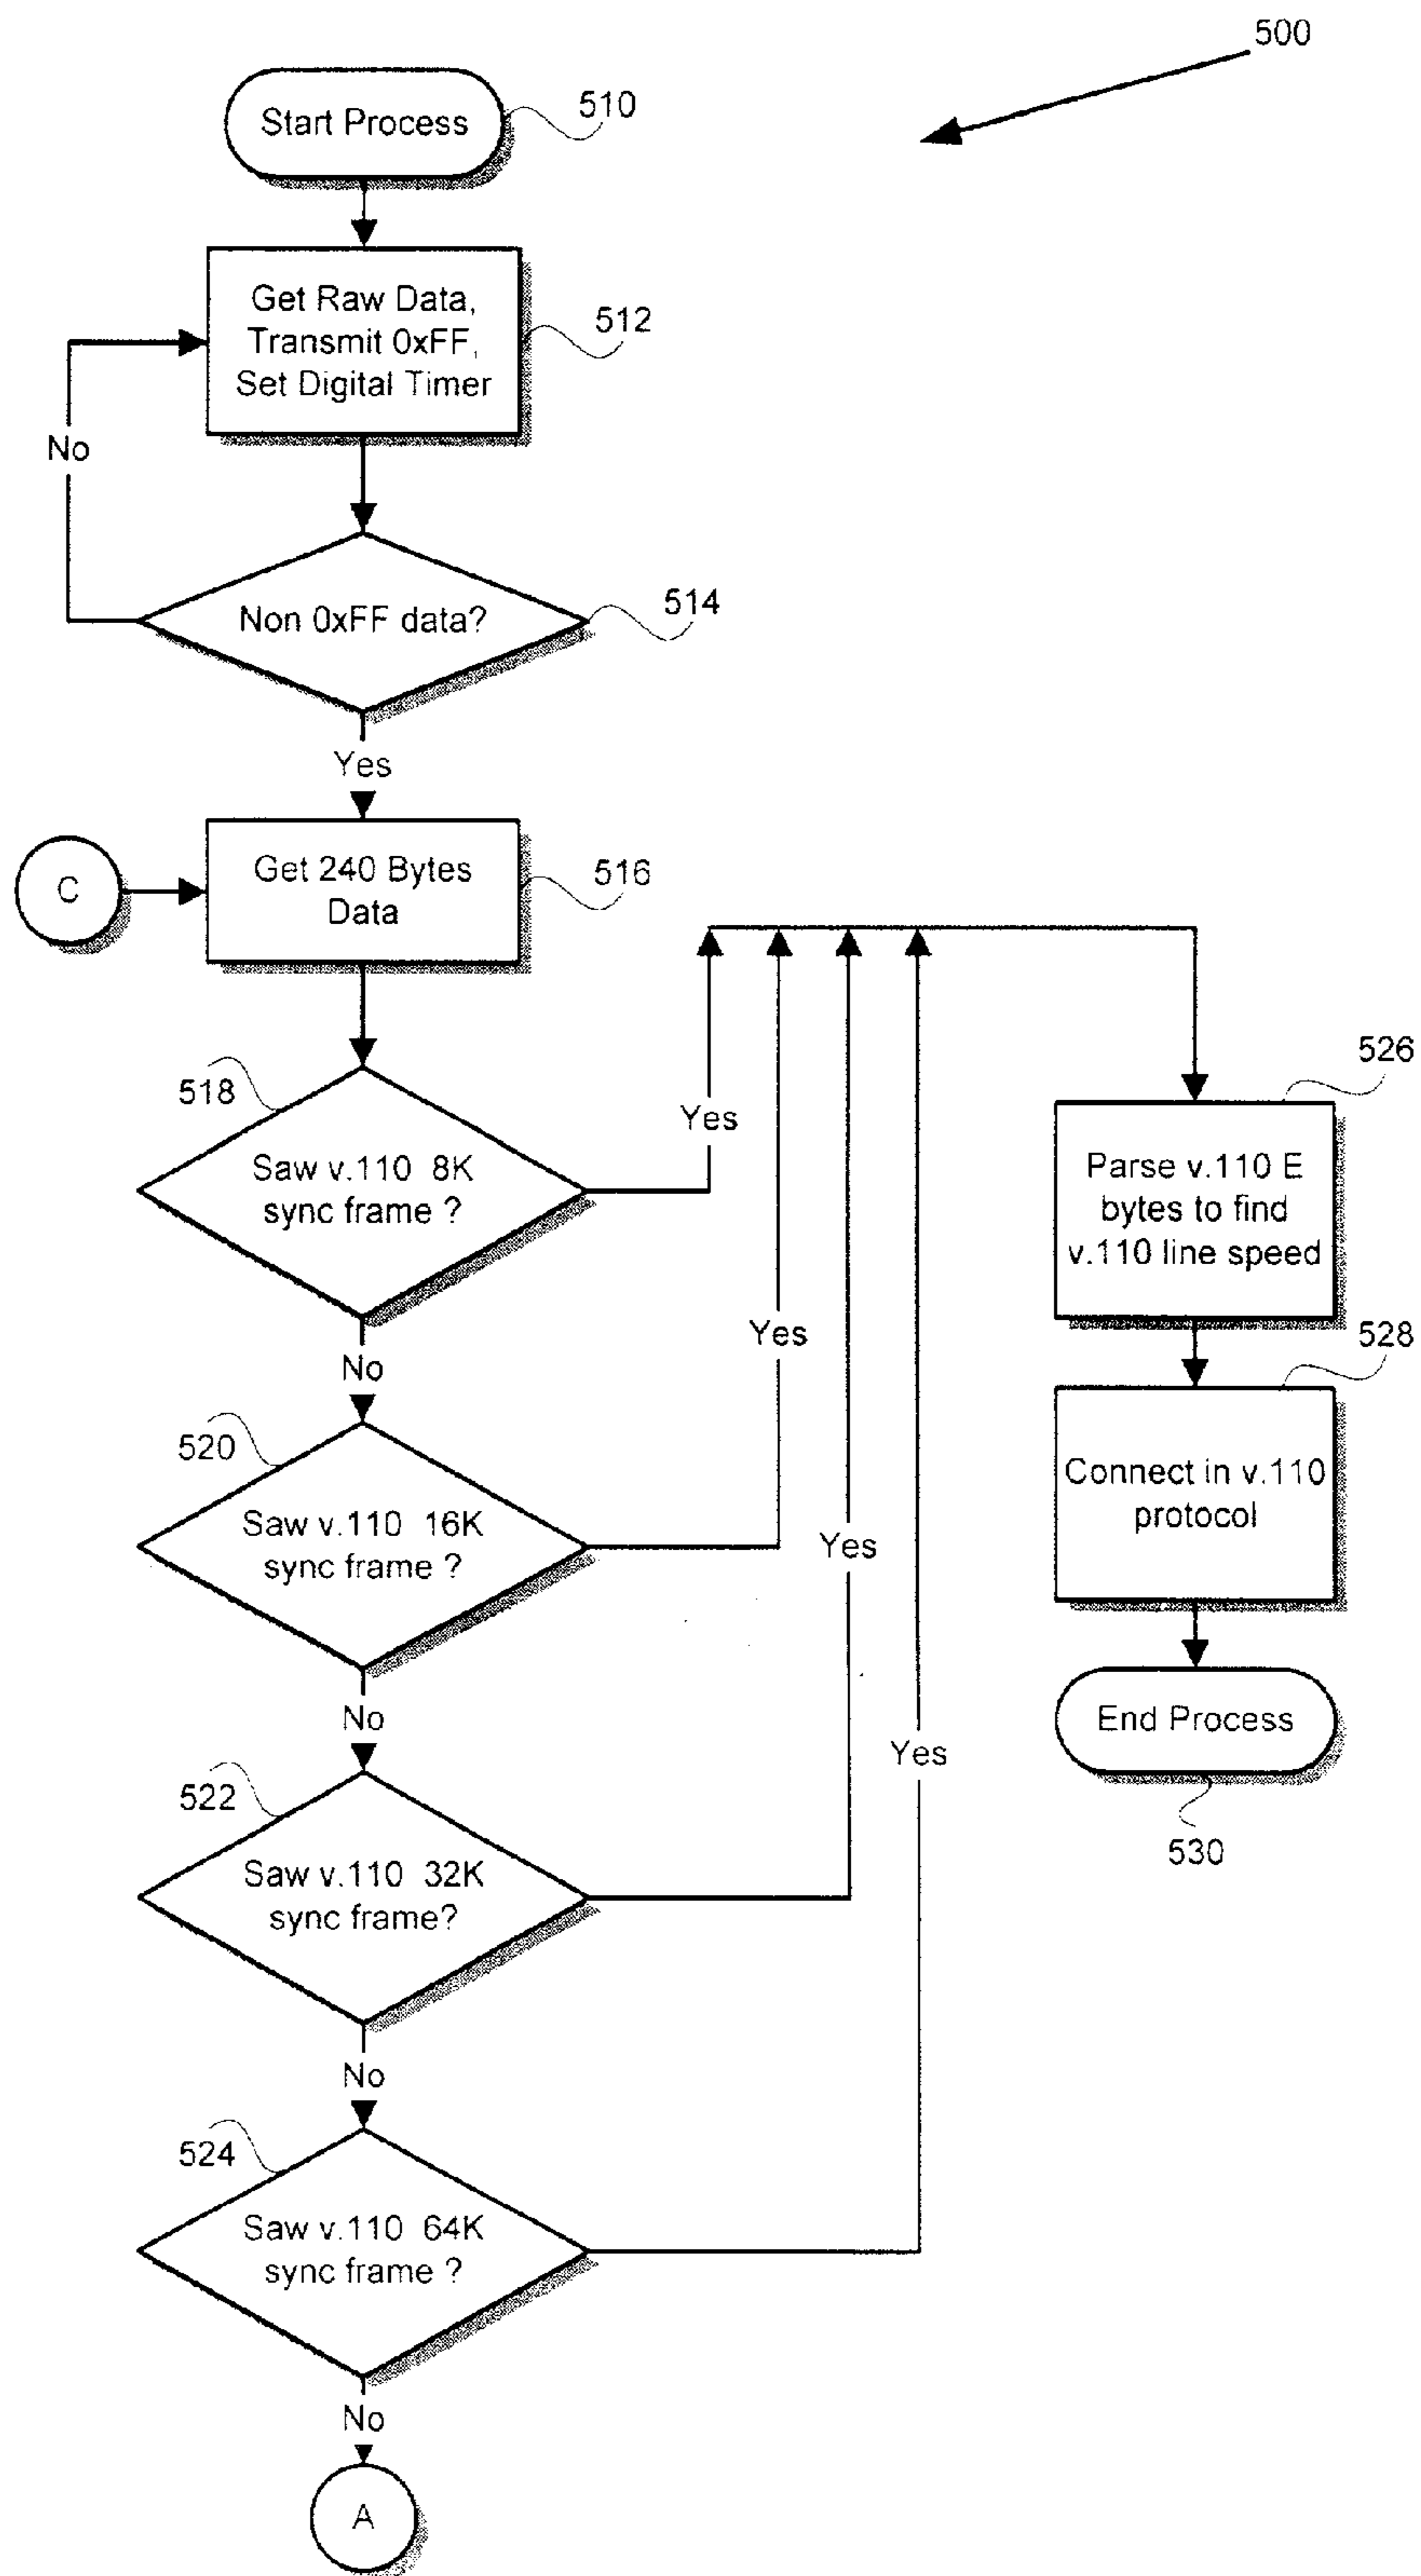 500
Start Process
510
Get Raw Data,
Transmit 0xFF,
Set Digital Timer
512
No
Non 0xFF data?
514
Yes
C
Get 240 Bytes
Data
516
518
Saw v.110 8K
sync frame ?
Yes
526
Parse v.110 E
bytes to find
v.110 line speed
No
Yes
528
520
Saw v.110 16K
sync frame ?
Yes
Connect in v.110
protocol
No
End Process
Yes
522
530
Saw v.110 32K
sync frame?
No
524
Saw v.110 64K
sync frame ?
No
A